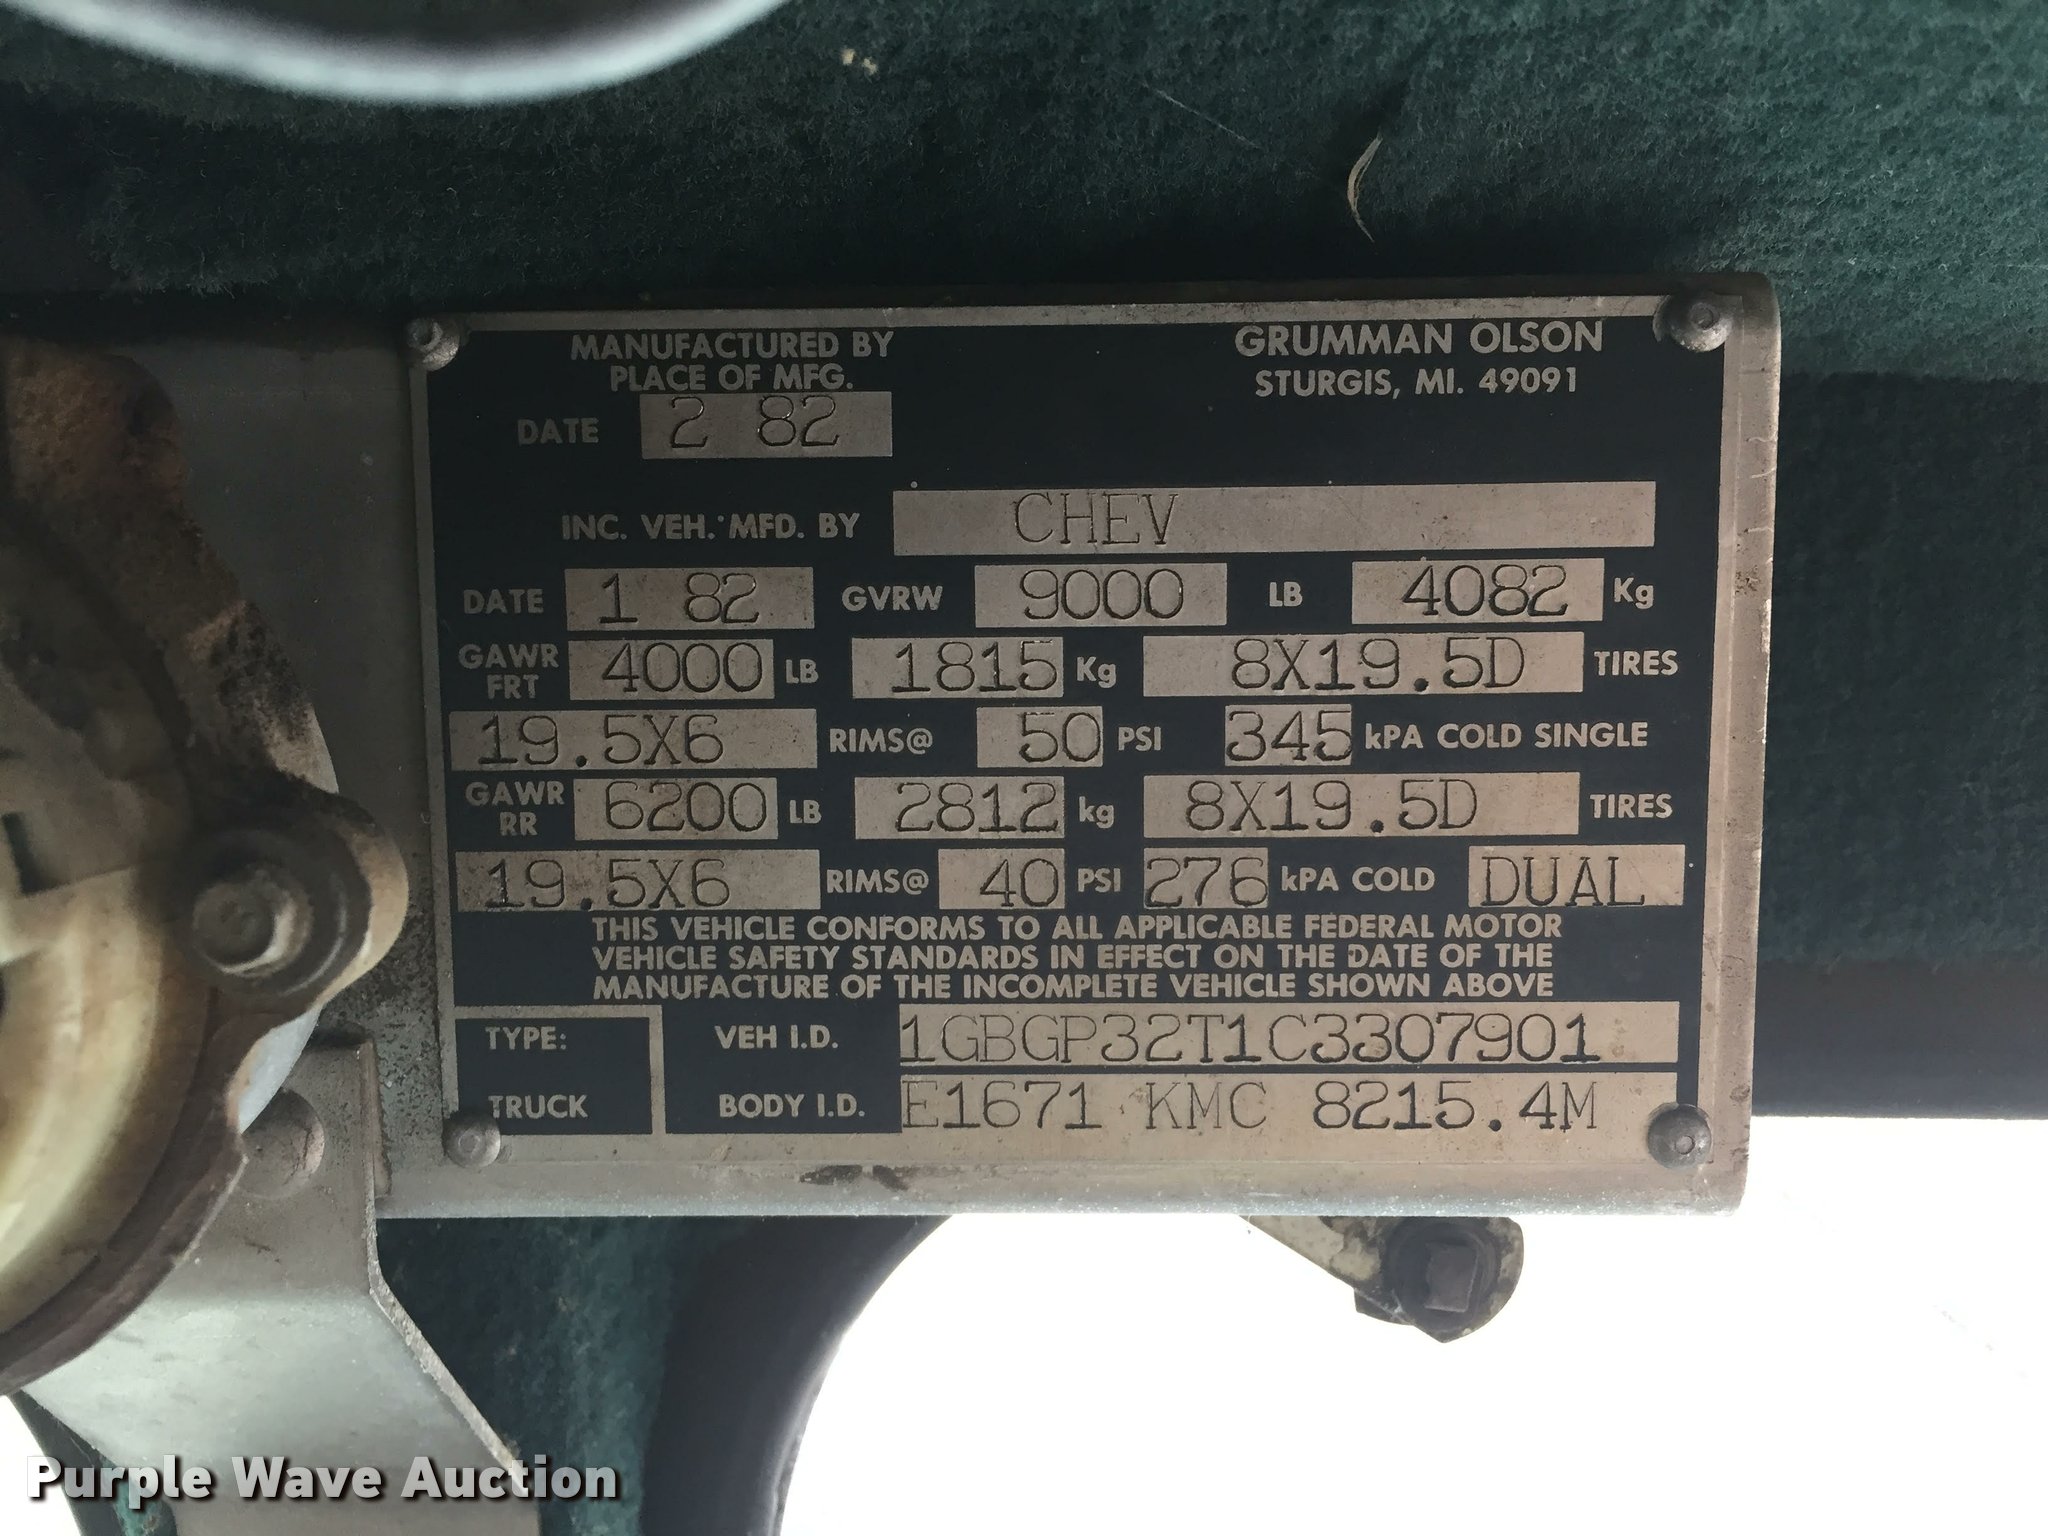 MANUFACTURED BY GRUMMAN OLSON
PLACE OF MFG. STURGIS, MI. 49091
DATE 2 82
INC. VEH. MFD. BY CHEV
DATE 1 82 GVRW 9000 LB 4082 Kg
GAWR FRT 4000 LB 1815 Kg 8X19.5D TIRES
19.5X6 RIMS@ 50 PSI 345 kPA COLD SINGLE
GAWR RR 6200 LB 2812 kg 8X19.5D TIRES
19.5X6 RIMS@ 40 PSI 276 kPA COLD DUAL
THIS VEHICLE CONFORMS TO ALL APPLICABLE FEDERAL MOTOR
VEHICLE SAFETY STANDARDS IN EFFECT ON THE DATE OF THE
MANUFACTURE OF THE INCOMPLETE VEHICLE SHOWN ABOVE
TYPE: VEH I.D. 1GBGP32T1C3307901
TRUCK BODY I.D. E1671 KMC 8215.4M
Purple Wave Auction